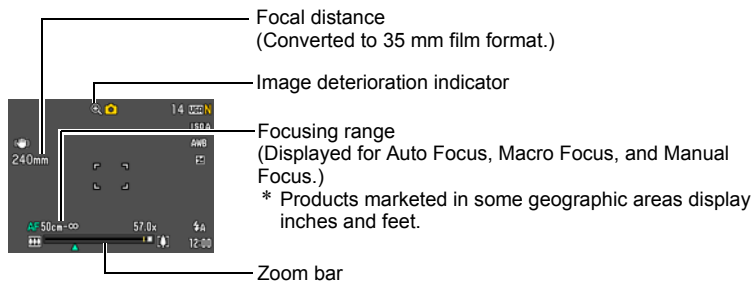 Focal distance
(Converted to 35 mm film format.)
Image deterioration indicator
14 VGA N
ISO A
Focusing range
AWB
(Displayed for Auto Focus, Macro Focus, and Manual
240mm
Focus.)
* Products marketed in some geographic areas display
inches and feet.
AF 50cm-∞ 57.0x A
12:00
Zoom bar